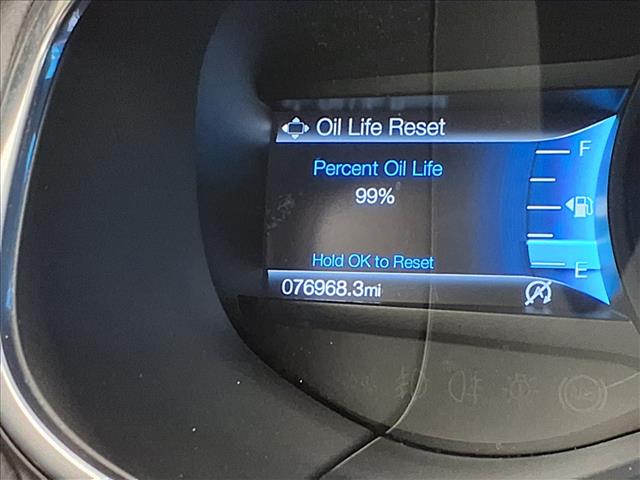 Oil Life Reset
F
Percent Oil Life
99%
Hold OK to Reset
E
076968.3mi